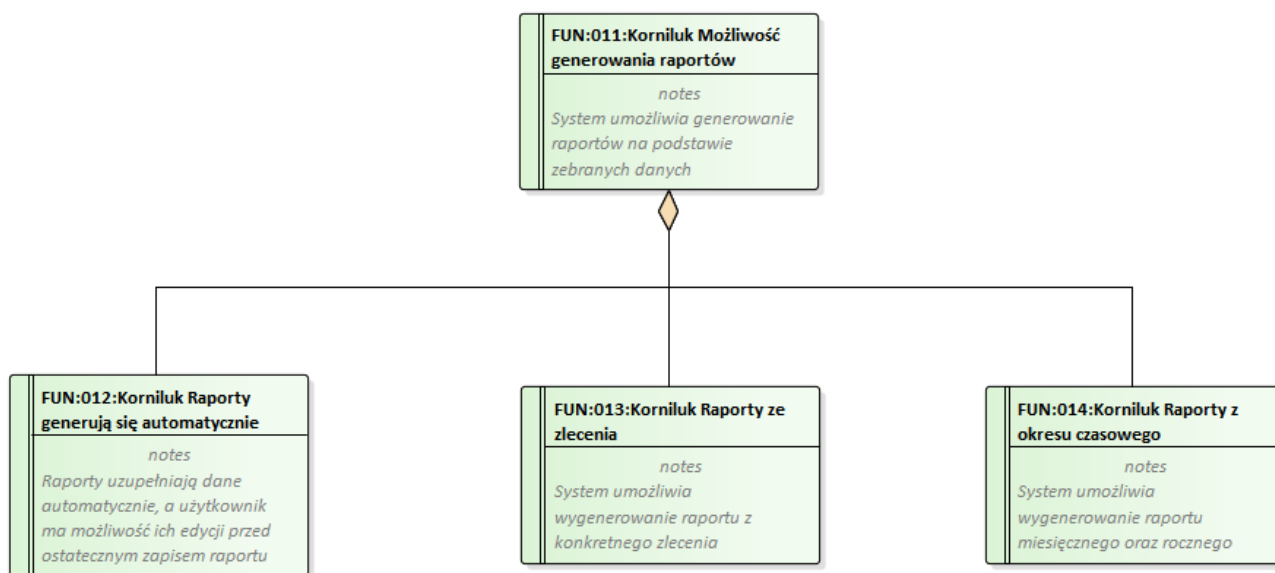 FUN:011:Korniluk Możliwość
generowania raportów
notes
System umożliwia generowanie
raportów na podstawie
zebranych danych
FUN:012:Korniluk Raporty
generują się automatycznie
notes
Raporty uzupełniają dane
automatycznie, a użytkownik
ma możliwość ich edycji przed
ostatecznym zapisem raportu
FUN:013:Korniluk Raporty ze
zlecenia
notes
System umożliwia
wygenerowanie raportu z
konkretnego zlecenia
FUN:014:Korniluk Raporty z
okresu czasowego
notes
System umożliwia
wygenerowanie raportu
miesięcznego oraz rocznego